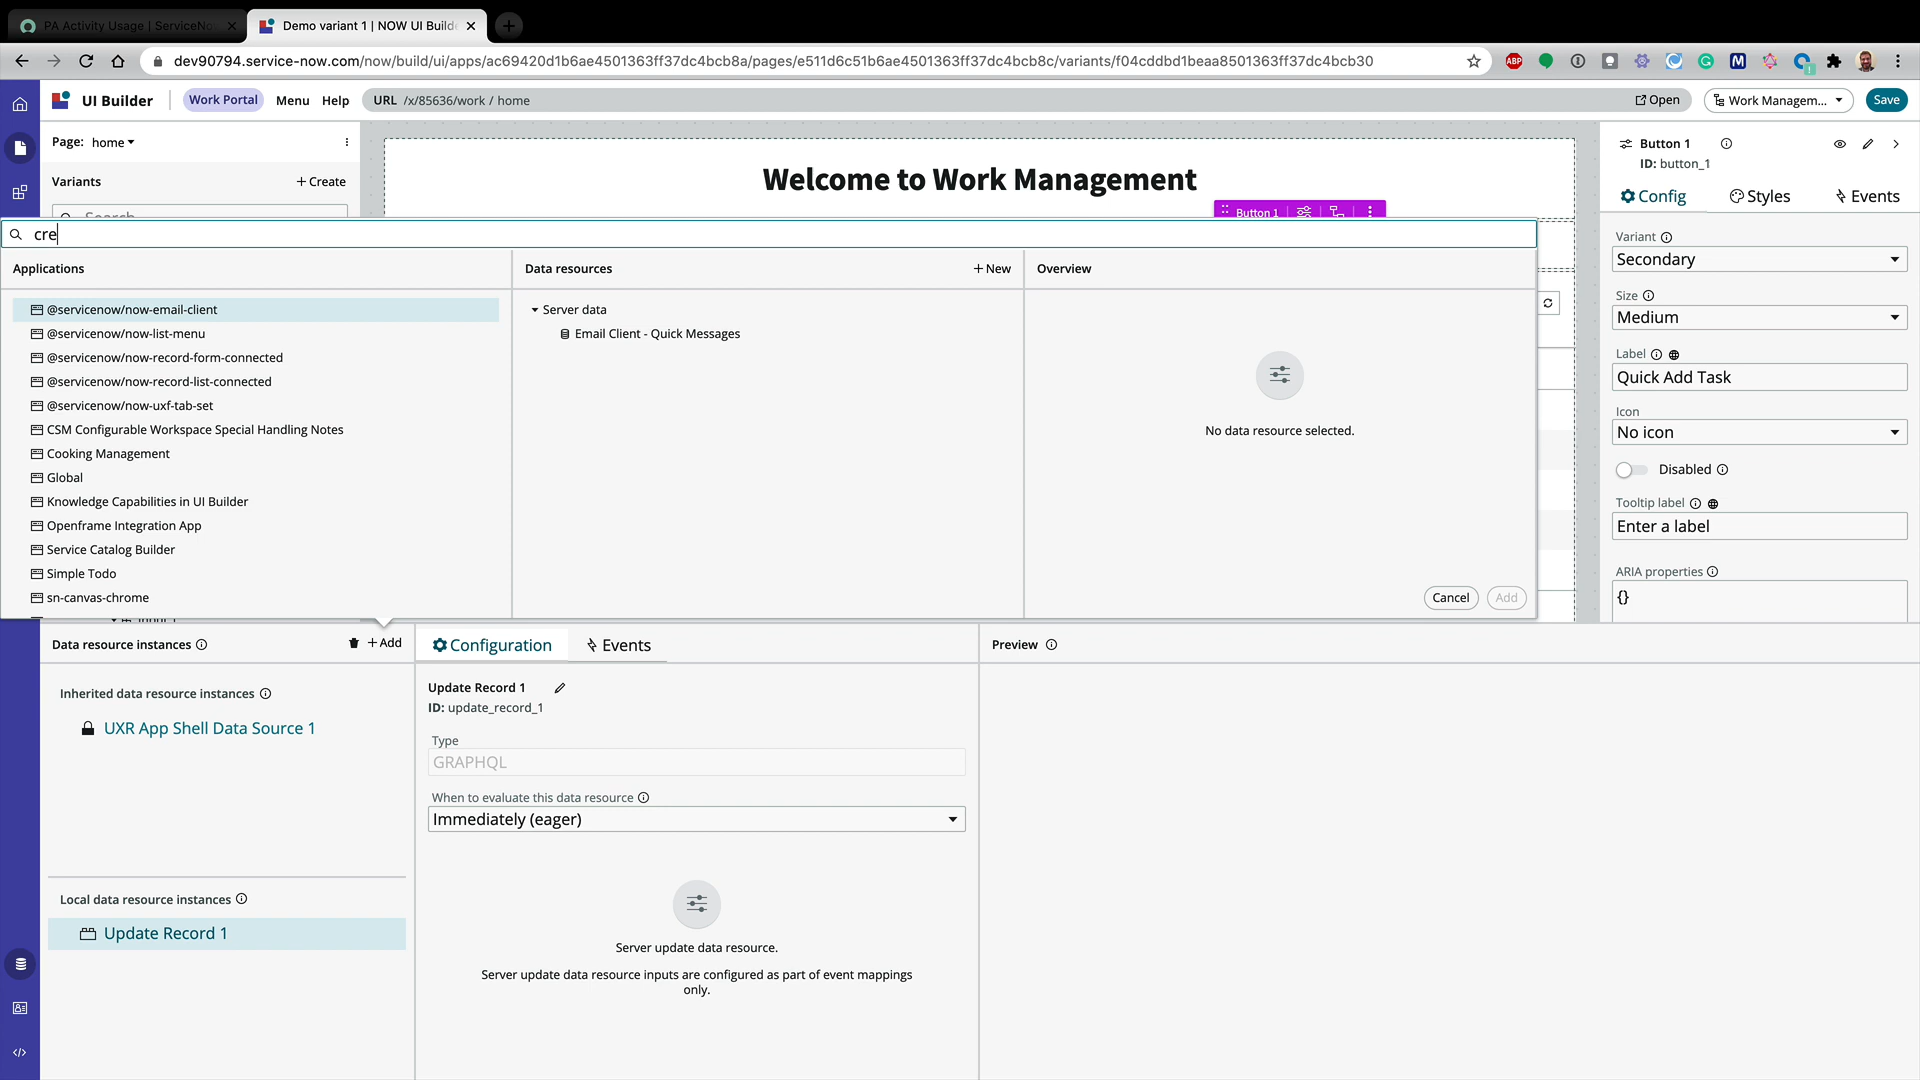 PA Activity Usage | ServiceNo
Demo variant 1 | NOW UI Build
dev90794.service-now.com/now/build/ui/apps/ac69420d1b6ae4501363ff37dc4bcb8a/pages/e511d6c51b6ae4501363ff37dc4bcb8c/variants/f04cddbd1beaa8501363ff37dc4bcb30
ABP
UI Builder
Work Portal
Menu
Help
URL /x/85636/work / home
Open
Work Managem...
Save
Page: home
Variants
+ Create
Search
Welcome to Work Management
Button 1
Button 1
ID: button_1
Config
Styles
Events
cre
Applications
Data resources
+ New
Overview
@servicenow/now-email-client
@servicenow/now-list-menu
@servicenow/now-record-form-connected
@servicenow/now-record-list-connected
@servicenow/now-uxf-tab-set
CSM Configurable Workspace Special Handling Notes
Cooking Management
Global
Knowledge Capabilities in UI Builder
Openframe Integration App
Service Catalog Builder
Simple Todo
sn-canvas-chrome
Server data
Email Client - Quick Messages
No data resource selected.
Cancel
Add
Variant
Secondary
Size
Medium
Label
Quick Add Task
Icon
No icon
Disabled
Tooltip label
Enter a label
ARIA properties
{}
Data resource instances
+ Add
Configuration
Events
Preview
Inherited data resource instances
UXR App Shell Data Source 1
Local data resource instances
Update Record 1
Update Record 1
ID: update_record_1
Type
GRAPHQL
When to evaluate this data resource
Immediately (eager)
Server update data resource.
Server update data resource inputs are configured as part of event mappings
only.